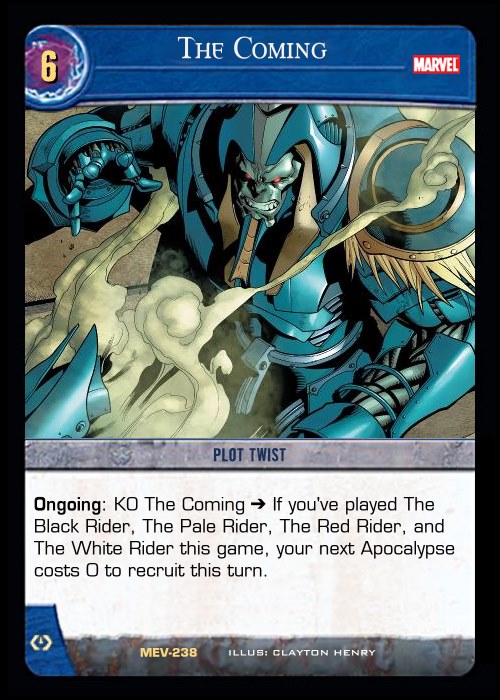 6
The Coming
MARVEL
PLOT TWIST
Ongoing: KO The Coming ➔ If you've played The
Black Rider, The Pale Rider, The Red Rider, and
The White Rider this game, your next Apocalypse
costs 0 to recruit this turn.
MEV-238 ILLUS: CLAYTON HENRY